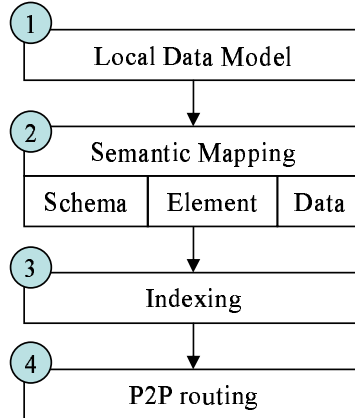 1
Local Data Model
2
Semantic Mapping
Schema Element Data
3
Indexing
4
P2P routing